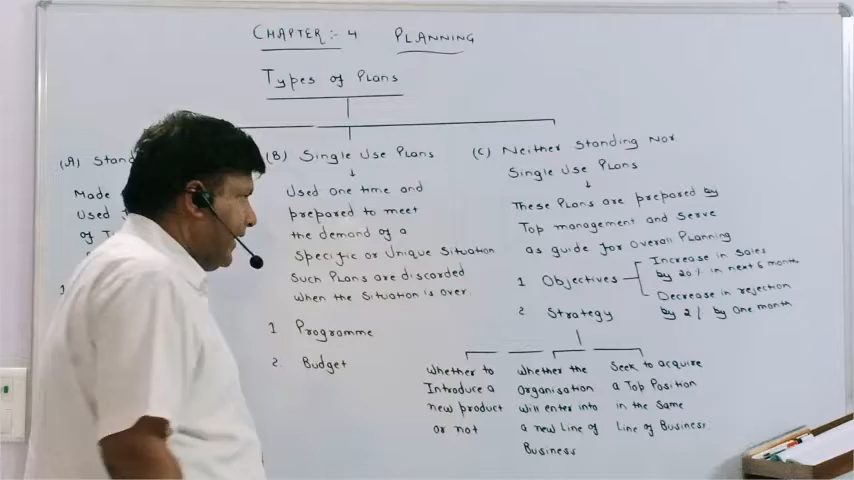 CHAPTER :- 4 PLANNING
Types of Plans
(A) Stand
Made
Used
of T
1
(B) Single Use Plans
Used one time and
prepared to meet
the demand of a
Specific or Unique Situation
Such Plans are discarded
when the Situation is over.
1 Programme
2. Budget
(C) Neither Standing Nor
Single Use Plans
These Plans are prepared by
Top management and Serve
as guide for Overall Planning
1 Objectives
Increase in Sales
by 20% in next 6 month
Decrease in rejection
by 2% by One month
2 Strategy
Whether to
Introduce a
new product
or not
Whether the
Organisation
will enter into
a new Line of
Business
Seek to acquire
a Top Position
in the Same
Line of Business